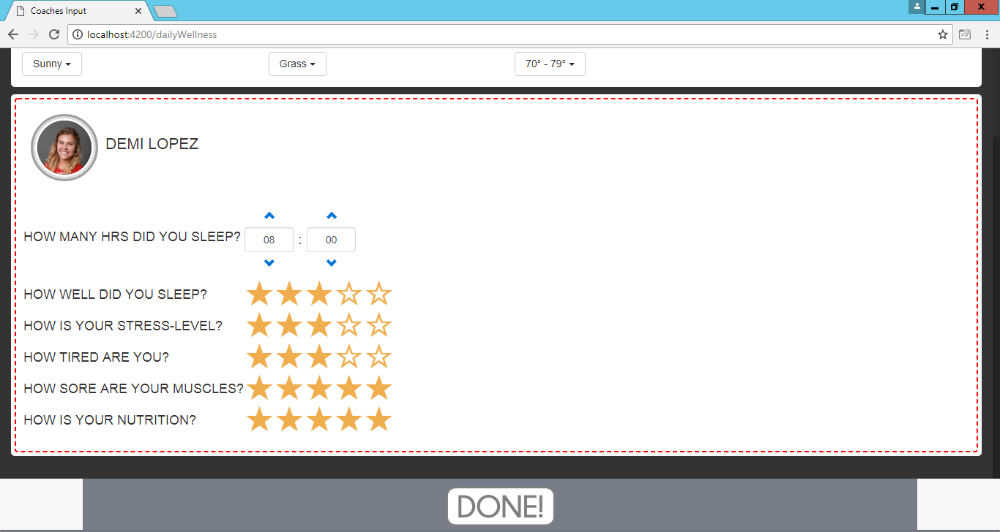 Coaches Input
localhost:4200/dailyWellness
Sunny Grass 70° - 79°
DEMI LOPEZ
HOW MANY HRS DID YOU SLEEP? 08 : 00
HOW WELL DID YOU SLEEP?
HOW IS YOUR STRESS-LEVEL?
HOW TIRED ARE YOU?
HOW SORE ARE YOUR MUSCLES?
HOW IS YOUR NUTRITION?
DONE!